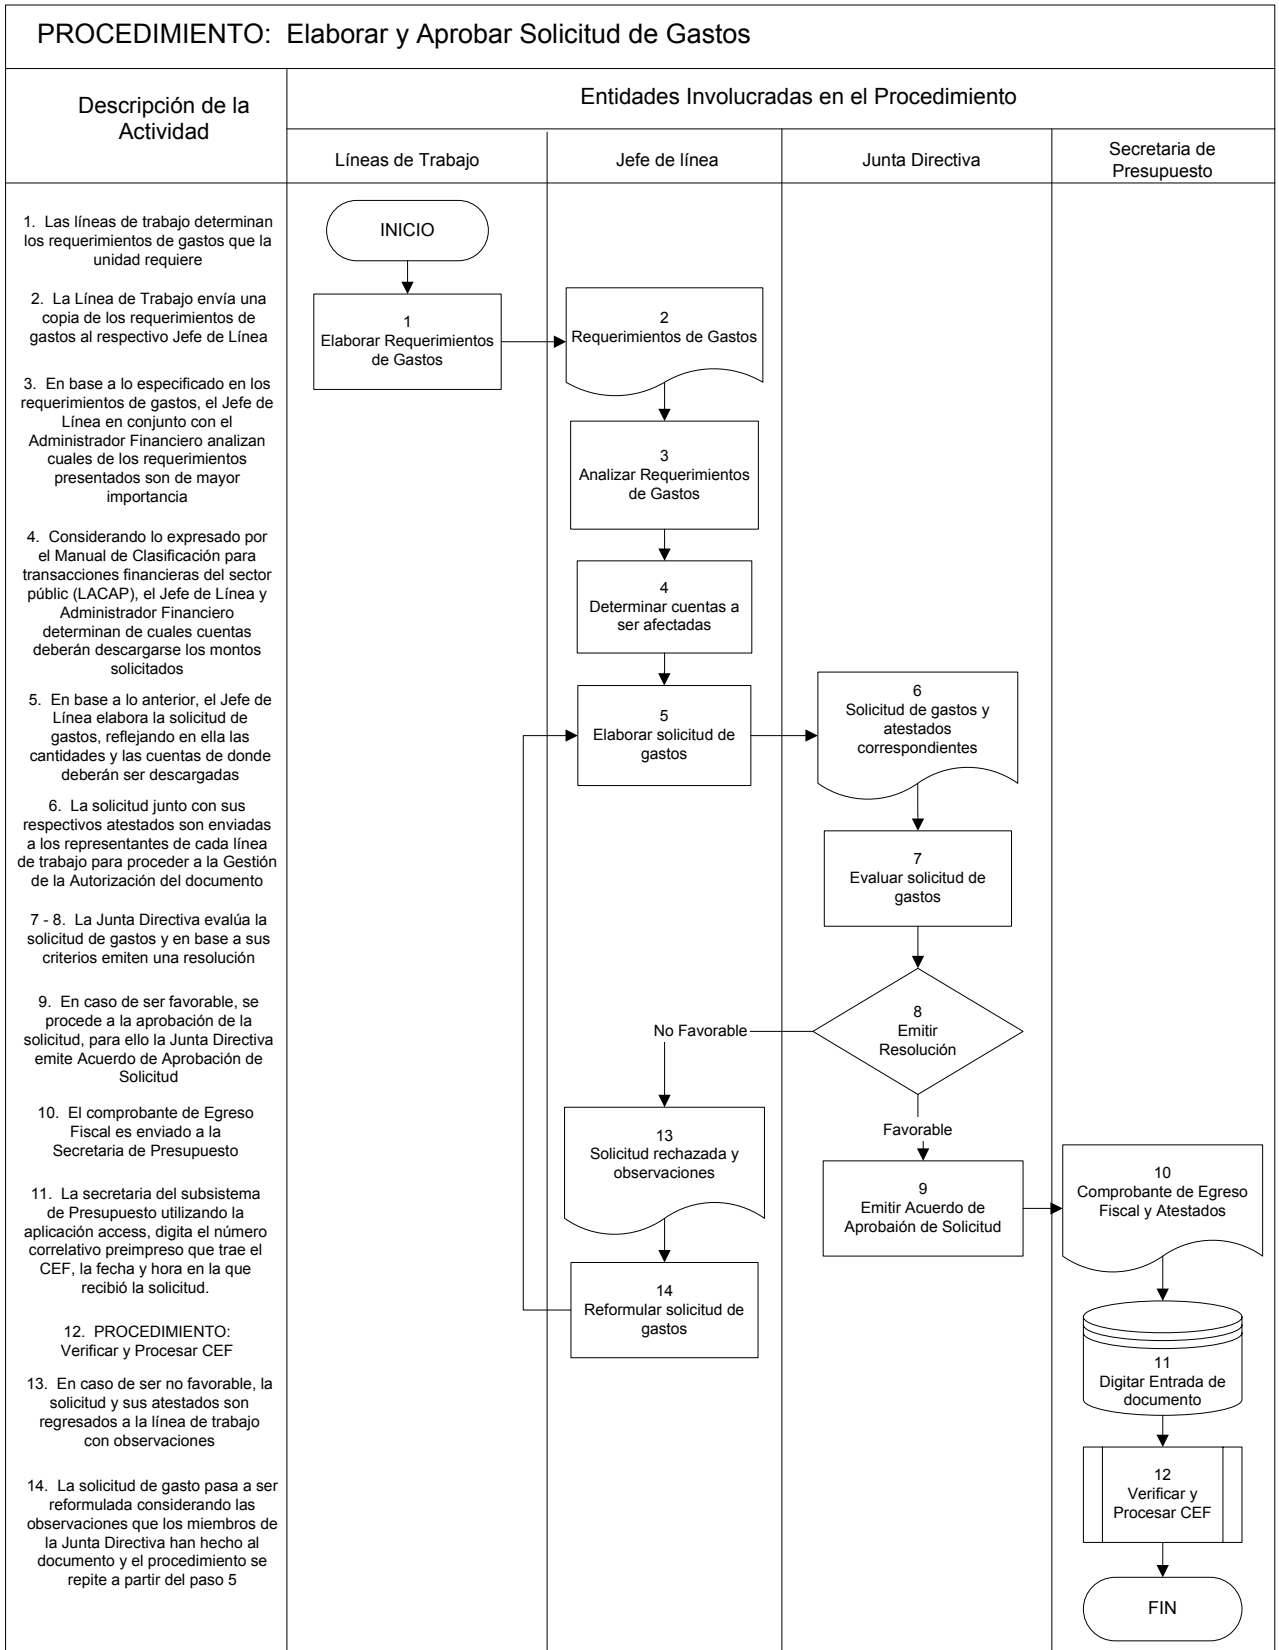 PROCEDIMIENTO:  Elaborar y Aprobar Solicitud de Gastos
Descripción de la
Actividad
Entidades Involucradas en el Procedimiento
Líneas de Trabajo
Jefe de línea
Junta Directiva
Secretaria de
Presupuesto
1.  Las líneas de trabajo determinan
los requerimientos de gastos que la
unidad requiere
2.  La Línea de Trabajo envía una
copia de los requerimientos de
gastos al respectivo Jefe de Línea
3.  En base a lo especificado en los
requerimientos de gastos, el Jefe de
Línea en conjunto con el
Administrador Financiero analizan
cuales de los requerimientos
presentados son de mayor
importancia
4.  Considerando lo expresado por
el Manual de Clasificación para
transacciones financieras del sector
públic (LACAP), el Jefe de Línea y
Administrador Financiero
determinan de cuales cuentas
deberán descargarse los montos
solicitados
5.  En base a lo anterior, el Jefe de
Línea elabora la solicitud de
gastos, reflejando en ella las
cantidades y las cuentas de donde
deberán ser descargadas
6.  La solicitud junto con sus
respectivos atestados son enviadas
a los representantes de cada línea
de trabajo para proceder a la Gestión
de la Autorización del documento
7 - 8.  La Junta Directiva evalúa la
solicitud de gastos y en base a sus
criterios emiten una resolución
9.  En caso de ser favorable, se
procede a la aprobación de la
solicitud, para ello la Junta Directiva
emite Acuerdo de Aprobación de
Solicitud
10.  El comprobante de Egreso
Fiscal es enviado a la
Secretaria de Presupuesto
11.  La secretaria del subsistema
de Presupuesto utilizando la
aplicación access, digita el número
correlativo preimpreso que trae el
CEF, la fecha y hora en la que
recibió la solicitud.
12.  PROCEDIMIENTO:
Verificar y Procesar CEF
13.  En caso de ser no favorable, la
solicitud y sus atestados son
regresados a la línea de trabajo
con observaciones
14.  La solicitud de gasto pasa a ser
reformulada considerando las
observaciones que los miembros de
la Junta Directiva han hecho al
documento y el procedimiento se
repite a partir del paso 5
INICIO
1
Elaborar Requerimientos
de Gastos
2
Requerimientos de Gastos
3
Analizar Requerimientos
de Gastos
4
Determinar cuentas a
ser afectadas
5
Elaborar solicitud de
gastos
6
Solicitud de gastos y
atestados
correspondientes
7
Evaluar solicitud de
gastos
8
Emitir
Resolución
No Favorable
Favorable
13
Solicitud rechazada y
observaciones
14
Reformular solicitud de
gastos
9
Emitir Acuerdo de
Aprobaión de Solicitud
10
Comprobante de Egreso
Fiscal y Atestados
11
Digitar Entrada de
documento
12
Verificar y
Procesar CEF
FIN